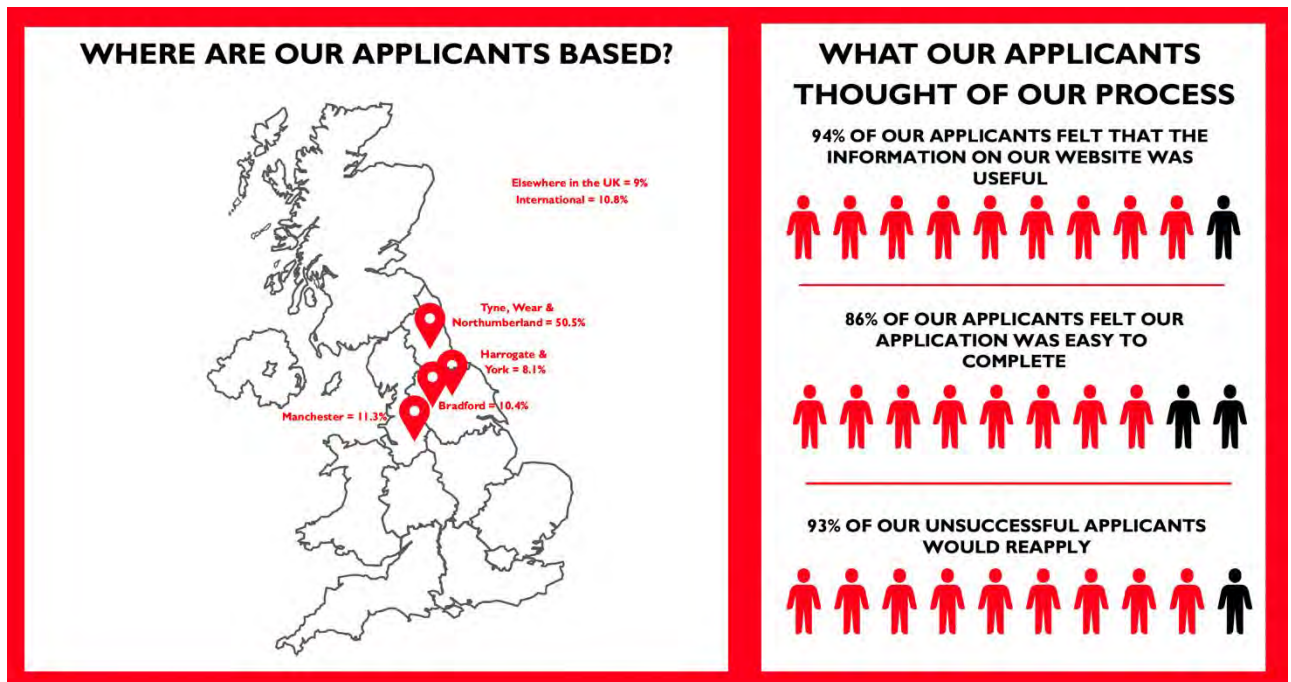 WHERE ARE OUR APPLICANTS BASED?
Elsewhere in the UK = 9%
International = 10.8%
Tyne, Wear &
Northumberland = 50.5%
Harrogate &
York = 8.1%
Bradford = 10.4%
Manchester = 11.3%
WHAT OUR APPLICANTS
THOUGHT OF OUR PROCESS
94% OF OUR APPLICANTS FELT THAT THE
INFORMATION ON OUR WEBSITE WAS
USEFUL
86% OF OUR APPLICANTS FELT OUR
APPLICATION WAS EASY TO
COMPLETE
93% OF OUR UNSUCCESSFUL APPLICANTS
WOULD REAPPLY